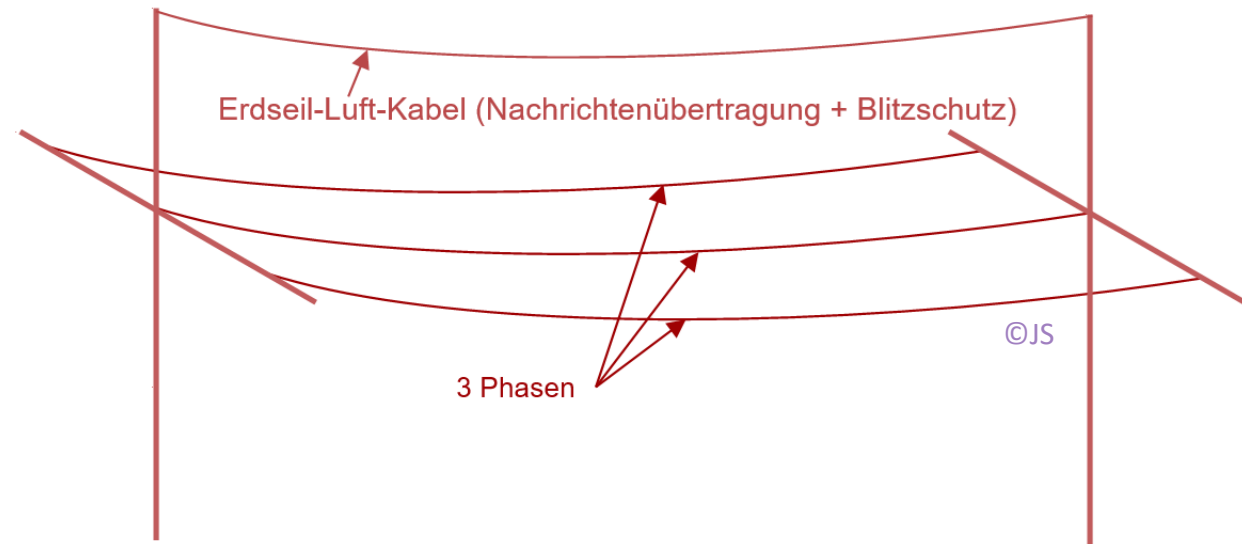 Erdseil-Luft-Kabel (Nachrichtenübertragung + Blitzschutz)
©JS
3 Phasen